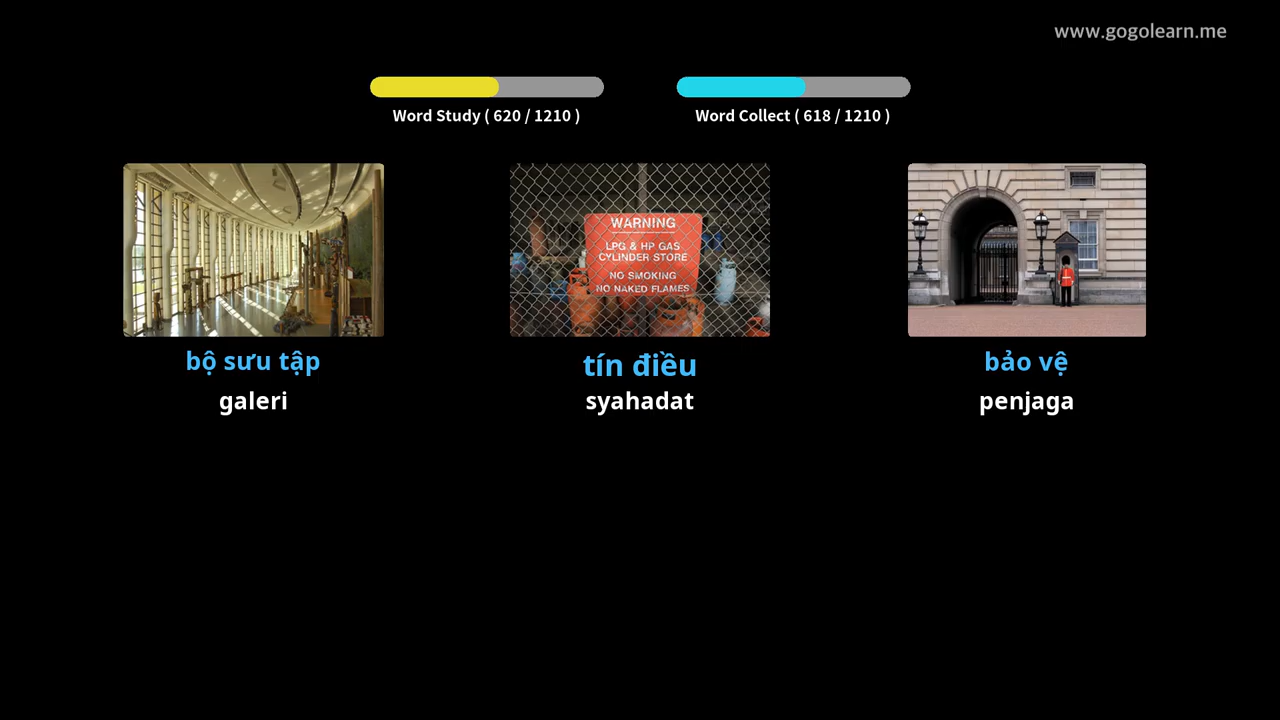 www.gogolearn.me
Word Study ( 620 / 1210 )
Word Collect ( 618 / 1210 )
WARNING
LPG & HP GAS
CYLINDER STORE
NO SMOKING
NO NAKED FLAMES
bộ sưu tập
tín điều
bảo vệ
galeri
syahadat
penjaga